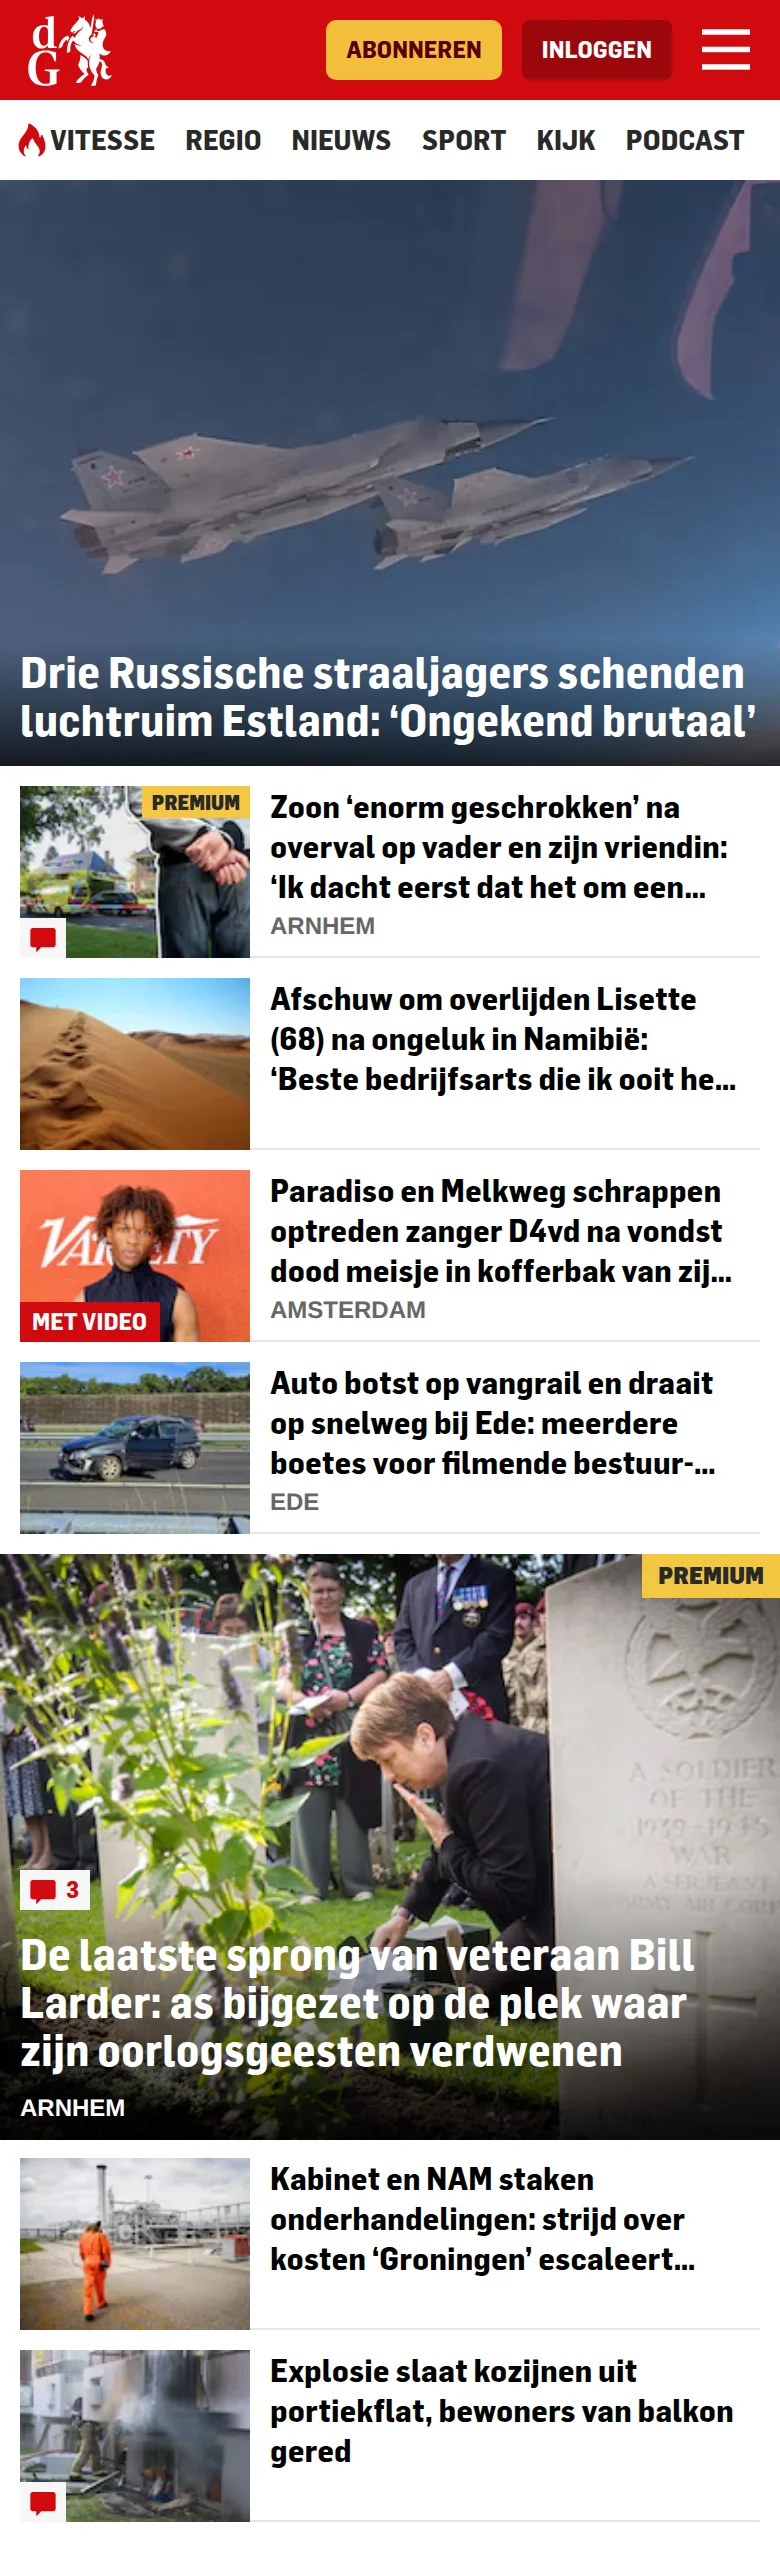 dG
ABONNEREN
INLOGGEN
VITESSE
REGIO
NIEUWS
SPORT
KIJK
PODCAST
Drie Russische straaljagers schenden
luchtruim Estland: ‘Ongekend brutaal’
PREMIUM
Zoon ‘enorm geschrokken’ na
overval op vader en zijn vriendin:
‘Ik dacht eerst dat het om een...
ARNHEM
Afschuw om overlijden Lisette
(68) na ongeluk in Namibië:
‘Beste bedrijfsarts die ik ooit he...
VARIETY
MET VIDEO
Paradiso en Melkweg schrappen
optreden zanger D4vd na vondst
dood meisje in kofferbak van zij...
AMSTERDAM
Auto botst op vangrail en draait
op snelweg bij Ede: meerdere
boetes voor filmende bestuur-...
EDE
PREMIUM
A SOLDIER
OF THE
1939-1945
WAR
A SERJEANT
ARMY AIR CORPS
3
De laatste sprong van veteraan Bill
Larder: as bijgezet op de plek waar
zijn oorlogsgeesten verdwenen
ARNHEM
Kabinet en NAM staken
onderhandelingen: strijd over
kosten ‘Groningen’ escaleert...
Explosie slaat kozijnen uit
portiekflat, bewoners van balkon
gered